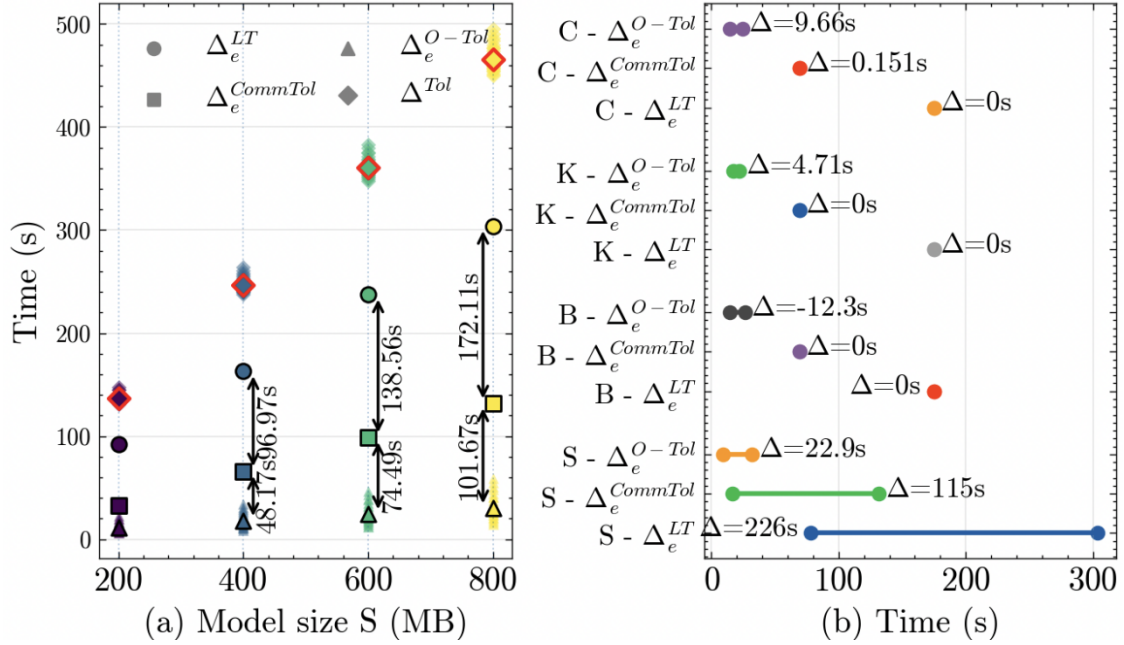 500
400
300
200
100
0
Time (s)
Δ_e^{LT}
Δ_e^{O-Tol}
Δ_e^{CommTol}
Δ^{Tol}
48.17s
96.97s
74.49s
138.56s
101.67s
172.11s
200 400 600 800
(a) Model size S (MB)
C - Δ_e^{O-Tol} Δ=9.66s
C - Δ_e^{CommTol} Δ=0.151s
C - Δ_e^{LT} Δ=0s
K - Δ_e^{O-Tol} Δ=4.71s
K - Δ_e^{CommTol} Δ=0s
K - Δ_e^{LT} Δ=0s
B - Δ_e^{O-Tol} Δ=-12.3s
B - Δ_e^{CommTol} Δ=0s
B - Δ_e^{LT} Δ=0s
S - Δ_e^{O-Tol} Δ=22.9s
S - Δ_e^{CommTol} Δ=115s
S - Δ_e^{LT} Δ=226s
0 100 200 300
(b) Time (s)